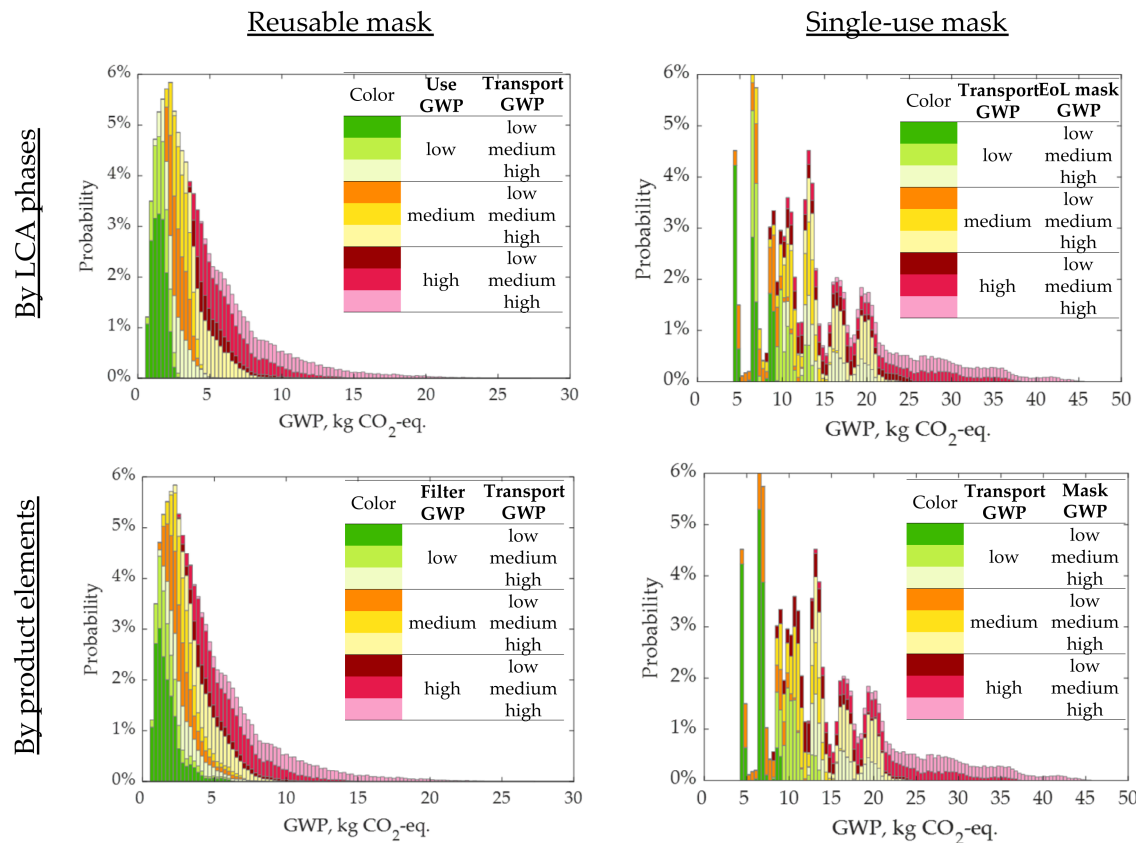 Reusable mask
Single-use mask
By LCA phases
Probability
6%
5%
4%
3%
2%
1%
0%
Color Use GWP Transport GWP
low
low medium
high
low
medium medium
high
low
high medium
high
0 5 10 15 20 25 30
GWP, kg CO2-eq.
Probability
6%
5%
4%
3%
2%
1%
0%
Color Transport GWP EoL mask GWP
low
low medium
high
low
medium medium
high
low
high medium
high
0 5 10 15 20 25 30 35 40 45 50
GWP, kg CO2-eq.
By product elements
Probability
6%
5%
4%
3%
2%
1%
0%
Color Filter GWP Transport GWP
low
low medium
high
low
medium medium
high
low
high medium
high
0 5 10 15 20 25 30
GWP, kg CO2-eq.
Probability
6%
5%
4%
3%
2%
1%
0%
Color Transport GWP Mask GWP
low
low medium
high
low
medium medium
high
low
high medium
high
0 5 10 15 20 25 30 35 40 45 50
GWP, kg CO2-eq.